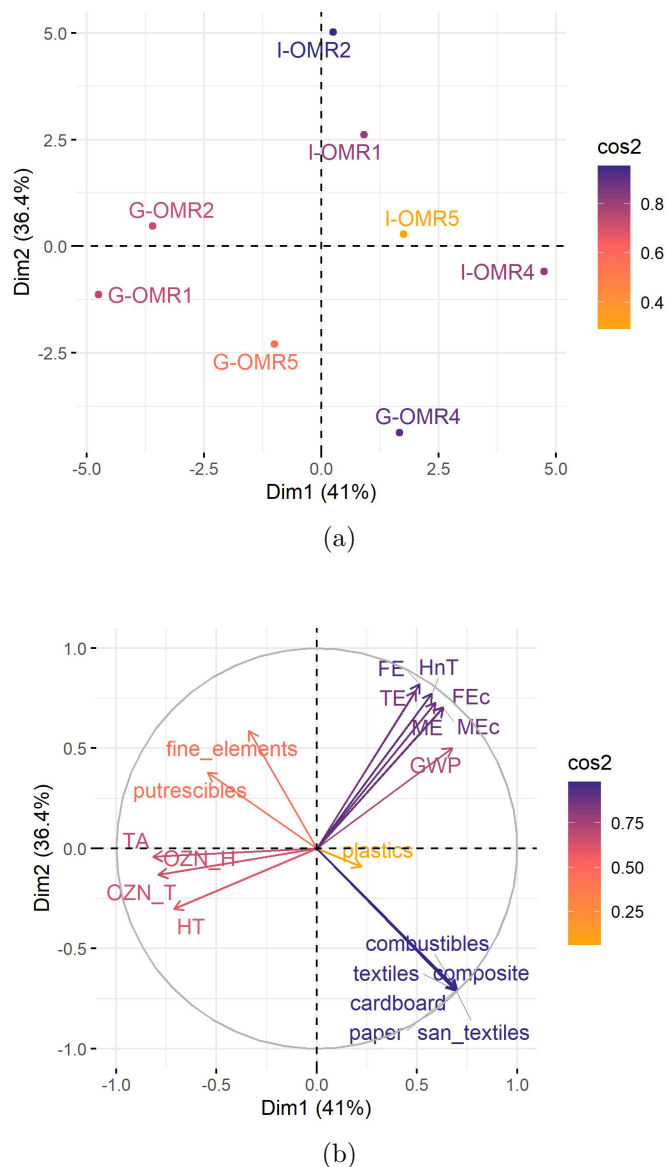 5.0
I-OMR2
2.5
I-OMR1
cos2
G-OMR2
I-OMR5
0.8
0.0
I-OMR4
0.6
G-OMR1
0.4
-2.5
G-OMR5
G-OMR4
Dim2 (36.4%)
-5.0 -2.5 0.0 2.5 5.0
Dim1 (41%)
(a)
1.0
FE HnT
TE FEc
ME MEc
0.5
fine_elements
GWP
cos2
putrescibles
0.75
TA OZN_H plastics
0.0
0.50
OZN_T
HT
0.25
-0.5
combustibles
textiles composite
cardboard
paper san_textiles
-1.0
Dim2 (36.4%)
-1.0 -0.5 0.0 0.5 1.0
Dim1 (41%)
(b)